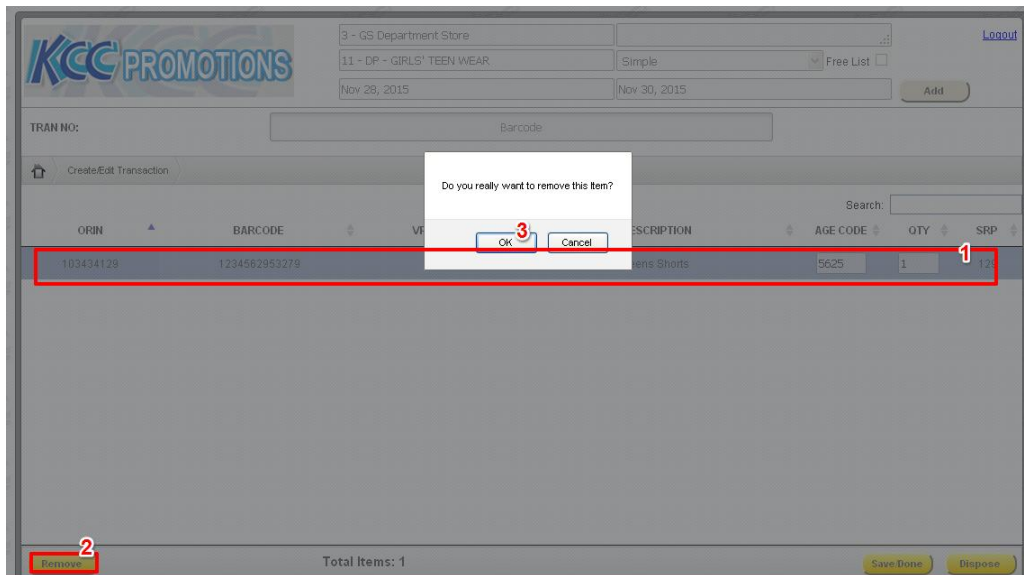 3 - GS Department Store
Logout
KCC PROMOTIONS
11 - DP - GIRLS' TEEN WEAR
Simple
Free List
Nov 28, 2015
Nov 30, 2015
Add
TRAN NO:
Barcode
Create/Edit Transaction
Do you really want to remove this Item?
Search:
OK
3
Cancel
ORIN
BARCODE
AGE CODE
QTY
SRP
1
103434129
1234562953279
Shorts
5625
1
2
Remove
Total Items: 1
Save/Done
Dispose